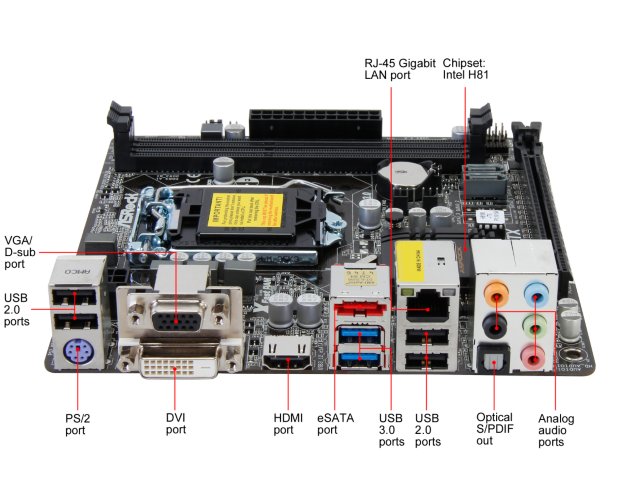 RJ-45 Gigabit
LAN port
Chipset:
Intel H81
ASRock
IMPORTANT!
VGA/
D-sub
port
USB
2.0
ports
PS/2
port
DVI
port
HDMI
port
eSATA
port
USB
3.0
ports
USB
2.0
ports
Optical
S/PDIF
out
Analog
audio
ports